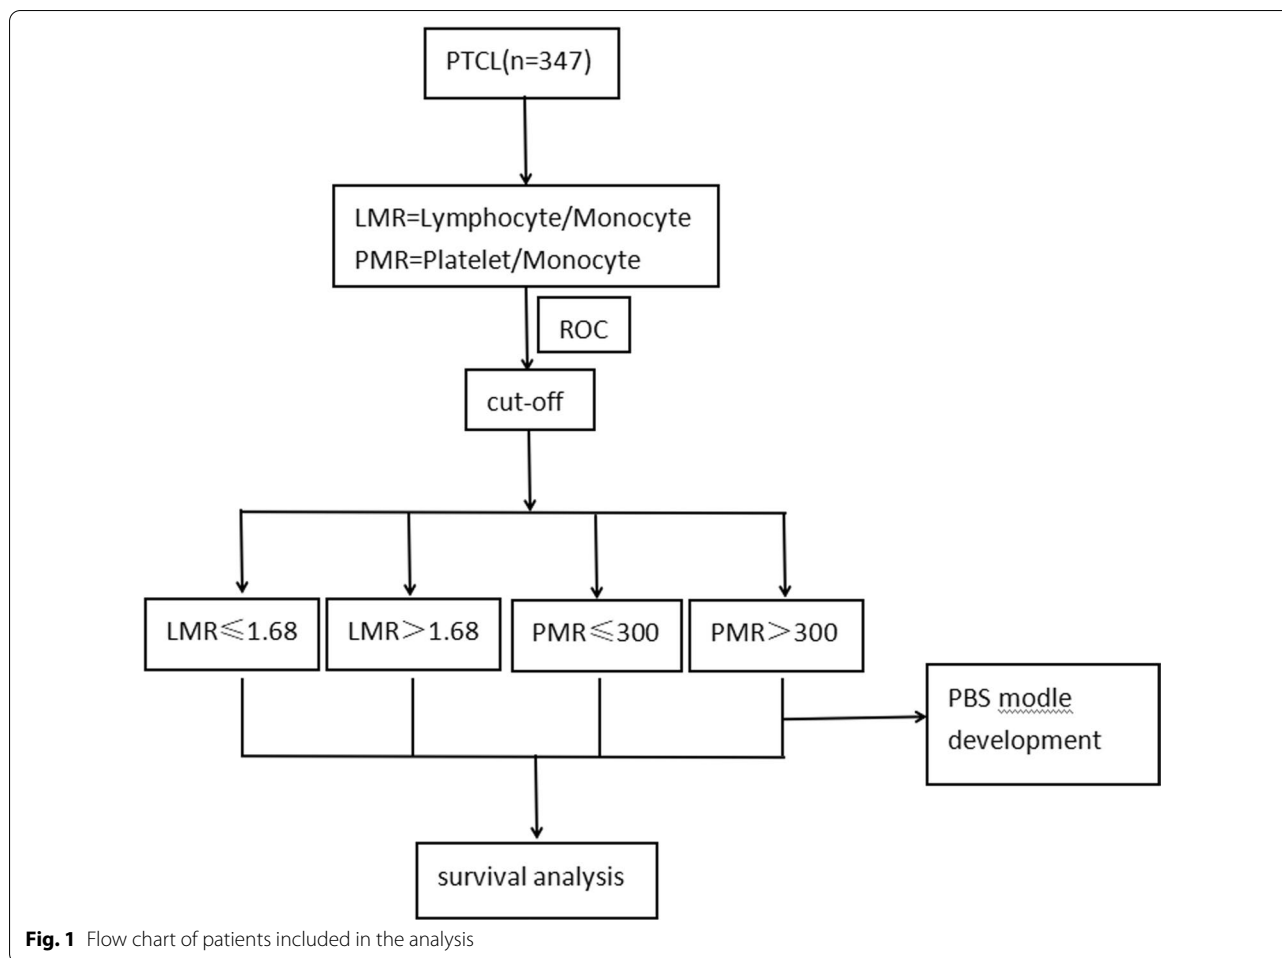 PTCL(n=347)
LMR=Lymphocyte/Monocyte
PMR=Platelet/Monocyte
ROC
cut-off
LMR≤1.68
LMR>1.68
PMR≤300
PMR>300
PBS modle
development
survival analysis
Fig. 1 Flow chart of patients included in the analysis